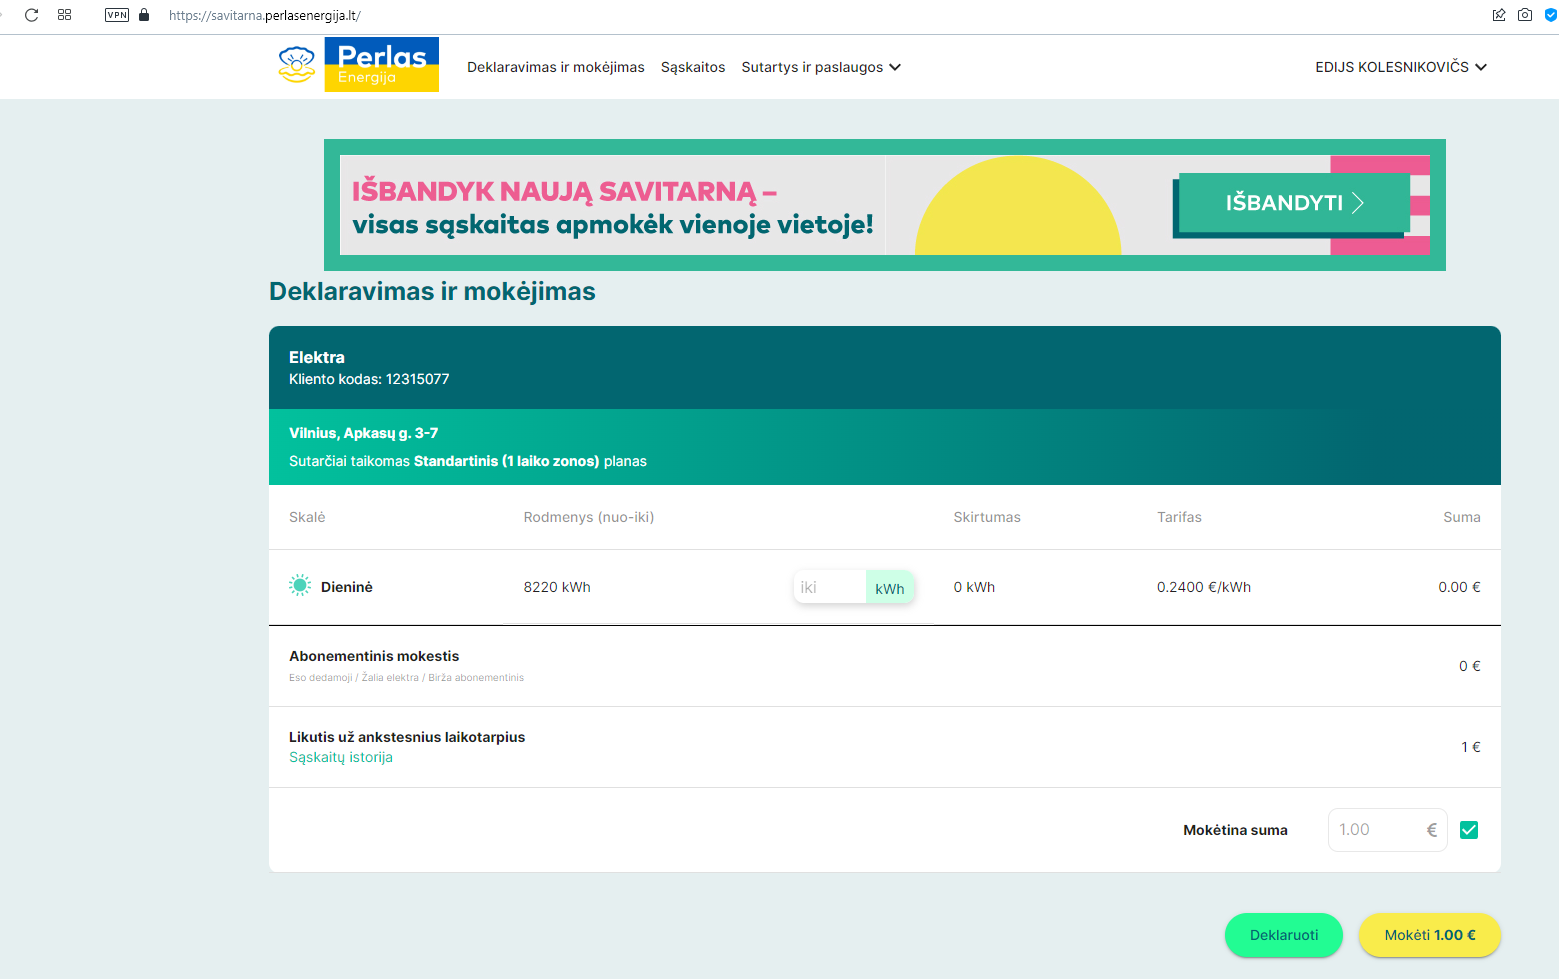 VPN
https://savitarna.perlasenergija.lt/
Perlas
Energija
Deklaravimas ir mokėjimas
Sąskaitos
Sutartys ir paslaugos
EDIJS KOLESNIKOVIČS
IŠBANDYK NAUJĄ SAVITARNĄ –
visas sąskaitas apmokėk vienoje vietoje!
IŠBANDYTI
Deklaravimas ir mokėjimas
Elektra
Kliento kodas: 12315077
Vilnius, Apkasų g. 3-7
Sutarčiai taikomas Standartinis (1 laiko zonos) planas
Skalė Rodmenys (nuo-iki) Skirtumas Tarifas Suma
Dieninė 8220 kWh iki kWh 0 kWh 0.2400 €/kWh 0.00 €
Abonementinis mokestis
Eso dedamoji / Žalia elektra / Birža abonementinis
0 €
Likutis už ankstesnius laikotarpius
Sąskaitų istorija
1 €
Mokėtina suma 1.00 €
Deklaruoti
Mokėti 1.00 €